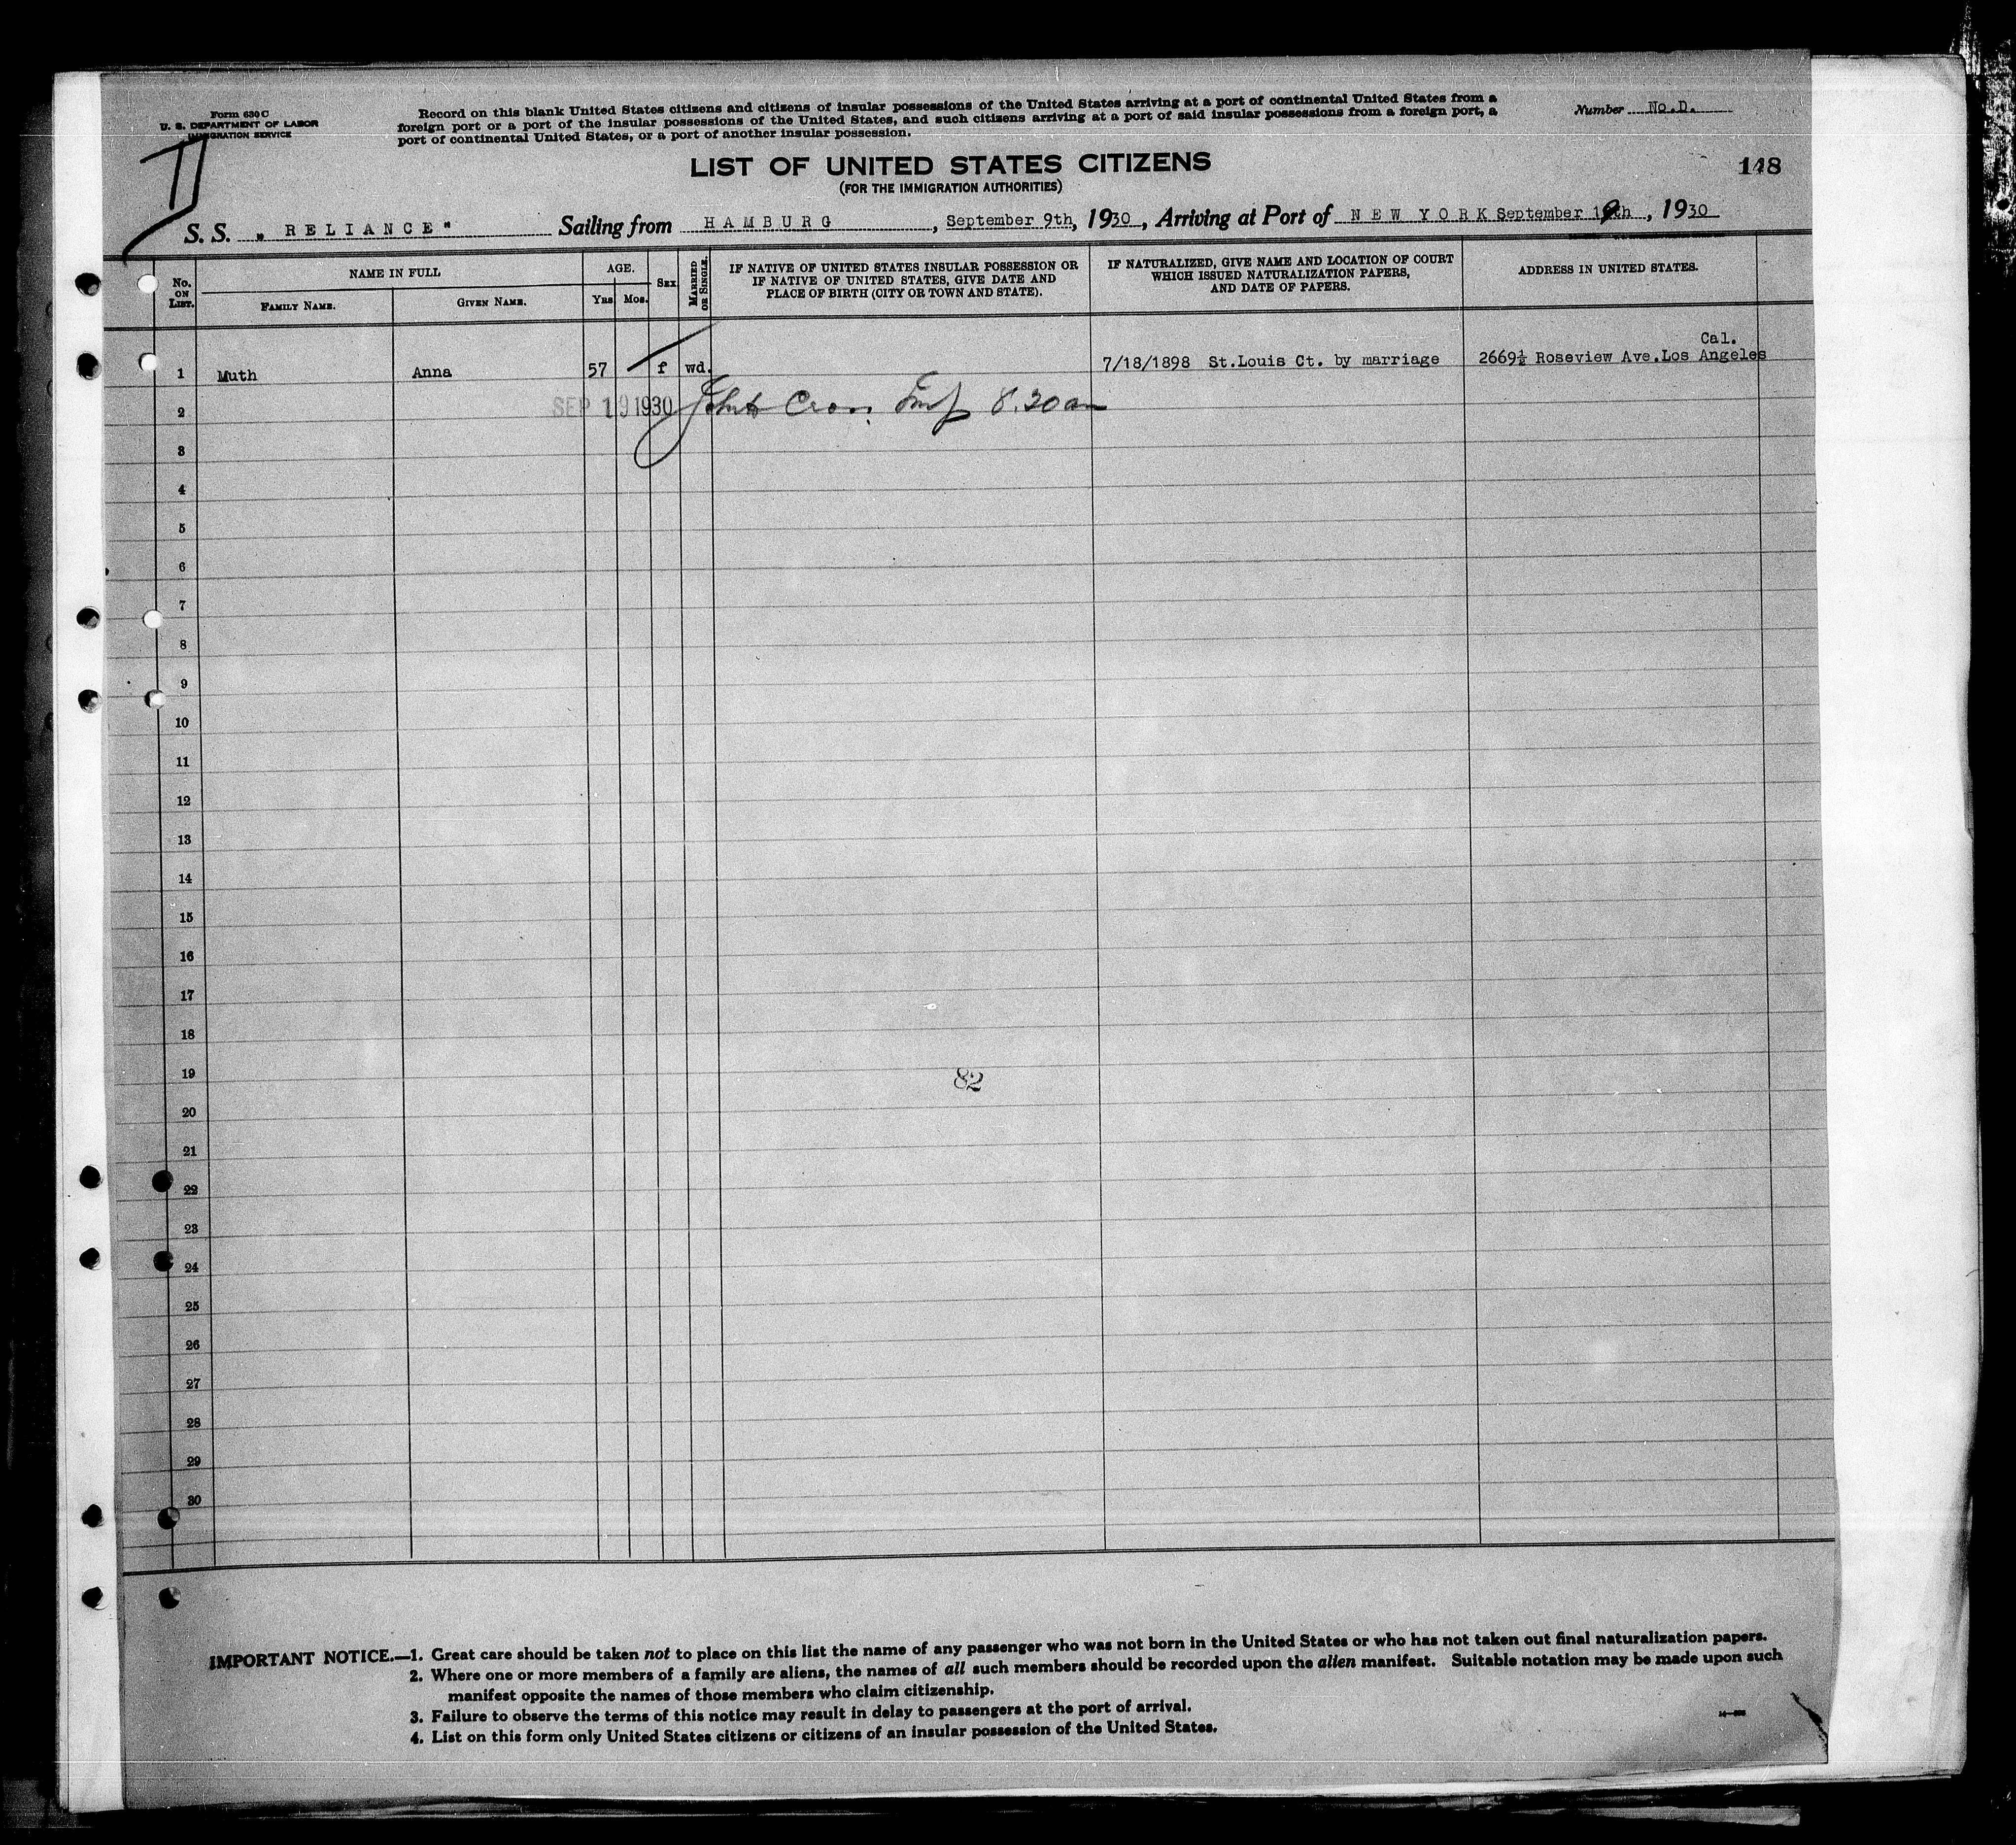 Form 630 C
U. S. DEPARTMENT OF LABOR
IMMIGRATION SERVICE
Record on this blank United States citizens and citizens of insular possessions of the United States arriving at a port of continental United States from a
foreign port or a port of the insular possessions of the United States, and such citizens arriving at a port of said insular possessions from a foreign port, a
port of continental United States, or a port of another insular possession.
Number No.D.
LIST OF UNITED STATES CITIZENS
148
(FOR THE IMMIGRATION AUTHORITIES)
S. S. "RELIANCE" Sailing from HAMBURG, September 9th, 1930, Arriving at Port of NEW YORK September 19th, 1930
No. ON LIST.
NAME IN FULL
FAMILY NAME.
GIVEN NAME.
AGE.
Yrs.
Mos.
SEX
MARRIED OR SINGLE.
IF NATIVE OF UNITED STATES INSULAR POSSESSION OR
IF NATIVE OF UNITED STATES, GIVE DATE AND
PLACE OF BIRTH (CITY OR TOWN AND STATE).
IF NATURALIZED, GIVE NAME AND LOCATION OF COURT
WHICH ISSUED NATURALIZATION PAPERS,
AND DATE OF PAPERS.
ADDRESS IN UNITED STATES.
Cal.
1 Muth Anna 57 f wd. 7/18/1898 St.Louis Ct. by marriage 2669½ Roseview Ave.Los Angeles
2 SEP 19 1930 8.20 am
3
4
5
6
7
8
9
10
11
12
13
14
15
16
17
18
19 82
20
21
22
23
24
25
26
27
28
29
30
IMPORTANT NOTICE.—1. Great care should be taken not to place on this list the name of any passenger who was not born in the United States or who has not taken out final naturalization papers.
2. Where one or more members of a family are aliens, the names of all such members should be recorded upon the alien manifest. Suitable notation may be made upon such
manifest opposite the names of those members who claim citizenship.
3. Failure to observe the terms of this notice may result in delay to passengers at the port of arrival.
4. List on this form only United States citizens or citizens of an insular possession of the United States.